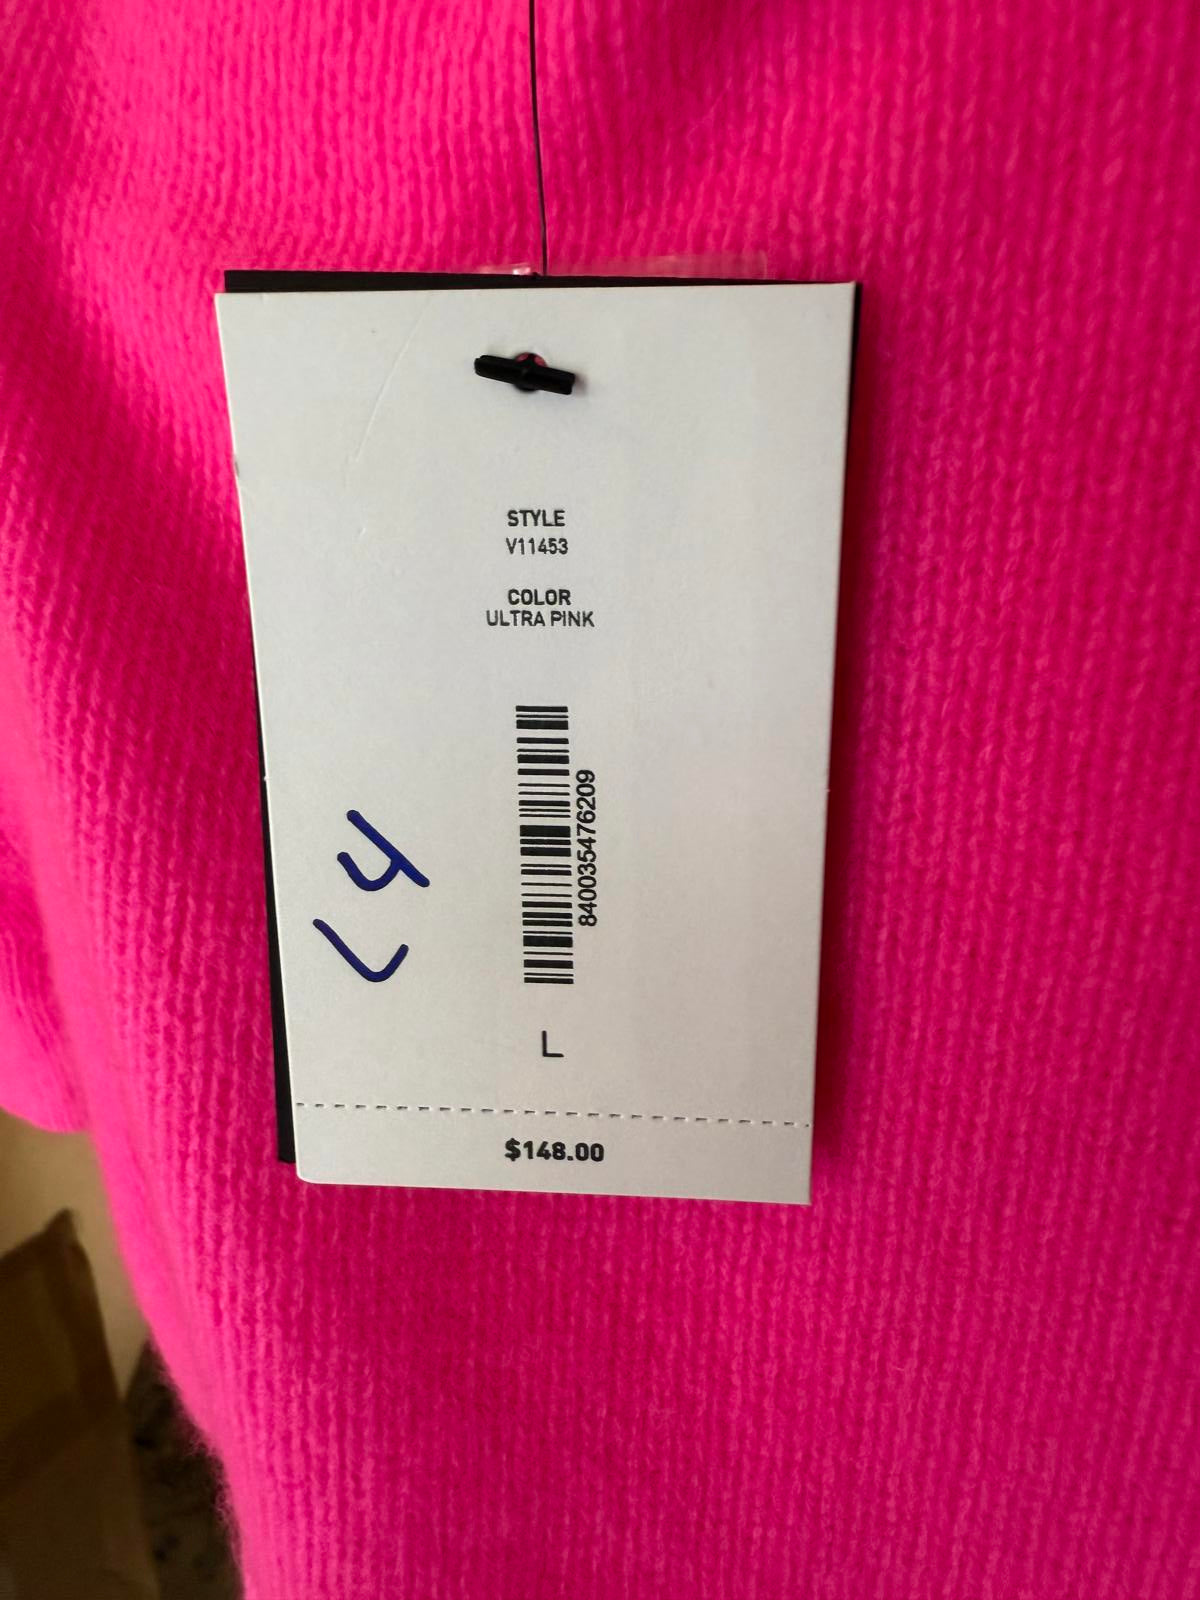 STYLE
V11453
COLOR
ULTRA PINK
840035476209
L
$148.00